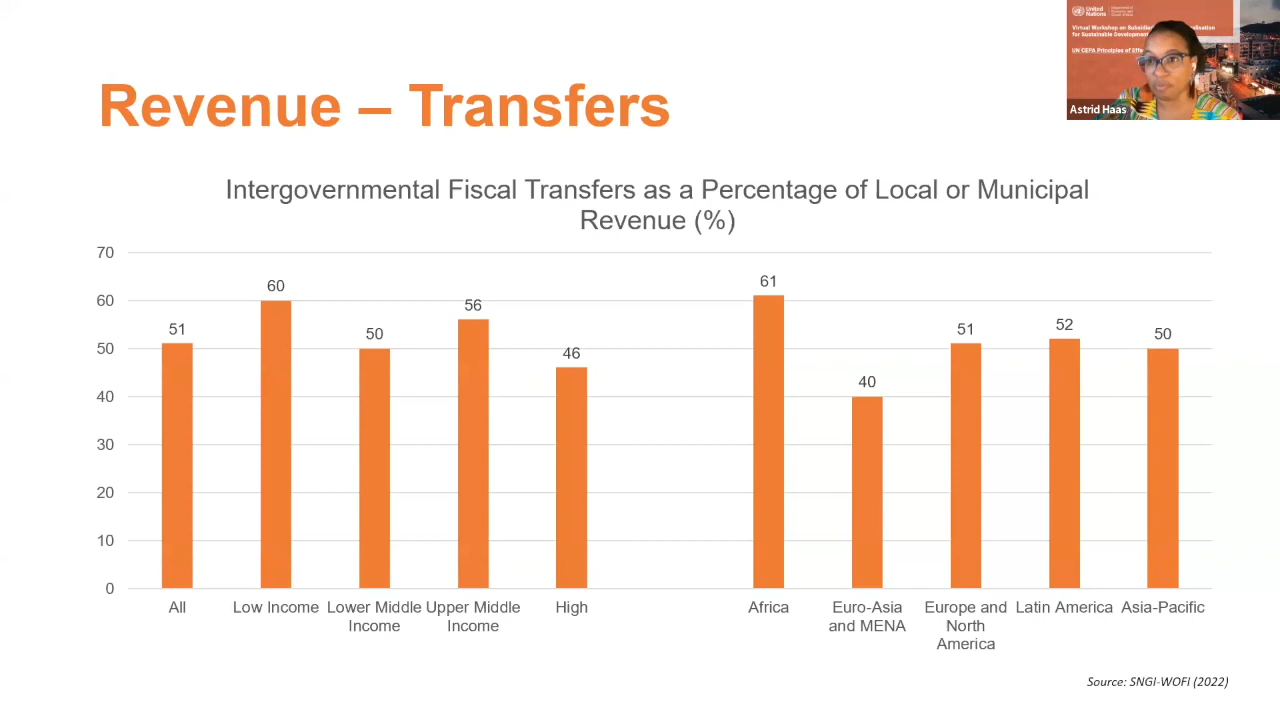 United
Nations
Virtual Workshop on
for Sustainable
UN CEPA Principles of
Astrid Haas
Revenue – Transfers
Intergovernmental Fiscal Transfers as a Percentage of Local or Municipal
Revenue (%)
70
60
50
40
30
20
10
0
51
60
50
56
46
61
40
51
52
50
All
Low Income
Lower Middle
Income
Upper Middle
Income
High
Africa
Euro-Asia
and MENA
Europe and
North
America
Latin America
Asia-Pacific
Source: SNGI-WOFI (2022)